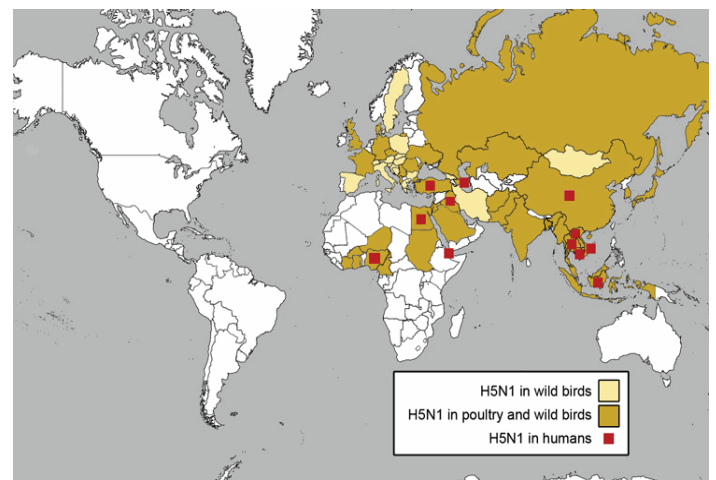 H5N1 in wild birds
H5N1 in poultry and wild birds
H5N1 in humans